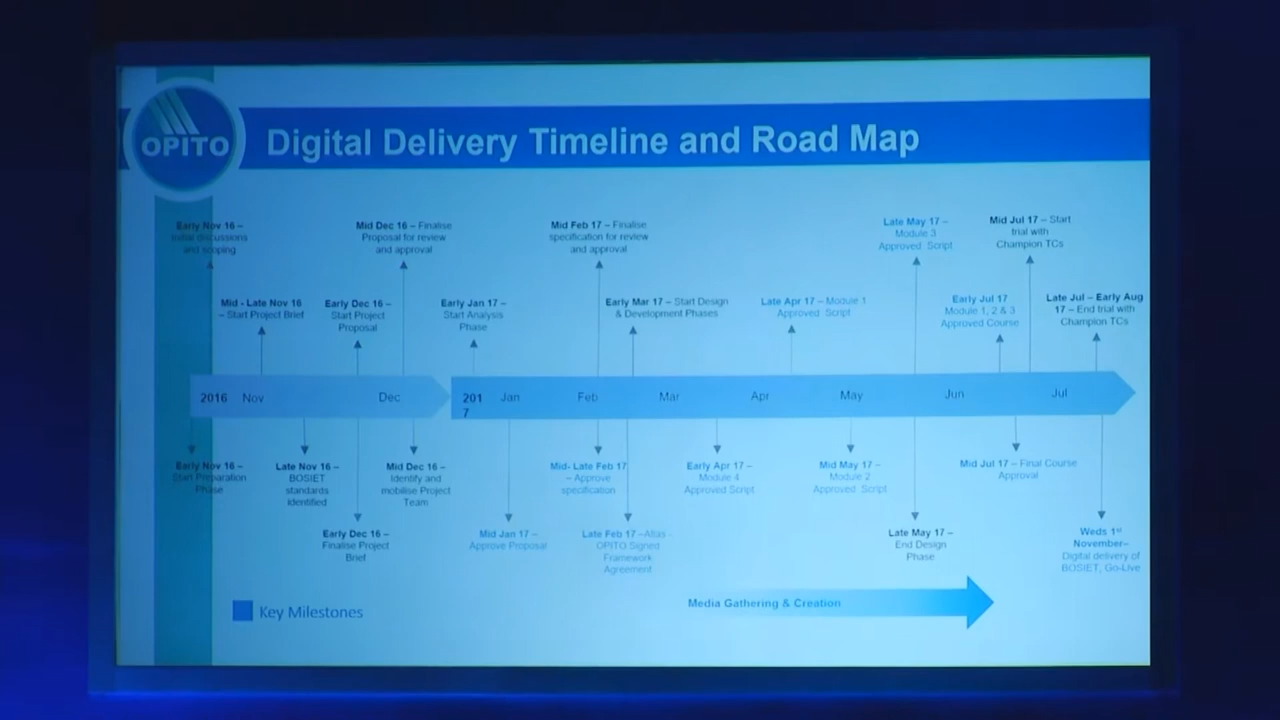 OPITO
Digital Delivery Timeline and Road Map
Early Nov 16 –
Initial discussions
and scoping
Mid Dec 16 – Finalise
Proposal for review
and approval
Mid Feb 17 – Finalise
specification for review
and approval
Late May 17 –
Module 3
Approved Script
Mid Jul 17 – Start
trial with
Champion TCs
Mid - Late Nov 16
– Start Project Brief
Early Dec 16 –
Start Project
Proposal
Early Jan 17 –
Start Analysis
Phase
Early Mar 17 – Start Design
& Development Phases
Late Apr 17 – Module 1
Approved Script
Early Jul 17
Module 1, 2 & 3
Approved Course
Late Jul – Early Aug
17 – End trial with
Champion TCs
2016 Nov Dec
201 Jan Feb Mar Apr May Jun Jul
7
Early Nov 16 –
Start Preparation
Phase
Late Nov 16 –
BOSIET
standards
Identified
Mid Dec 16 –
Identify and
mobilise Project
Team
Mid- Late Feb 17
– Approve
specification
Early Apr 17 –
Module 4
Approved Script
Mid May 17 –
Module 2
Approved Script
Mid Jul 17 – Final Course
Approval
Early Dec 16 –
Finalise Project
Brief
Mid Jan 17 –
Approve Proposal
Late Feb 17 –Atlas -
OPITO Signed
Framework
Agreement
Late May 17 –
End Design
Phase
Weds 1st
November–
Digital delivery of
BOSIET, Go-Live
Key Milestones
Media Gathering & Creation